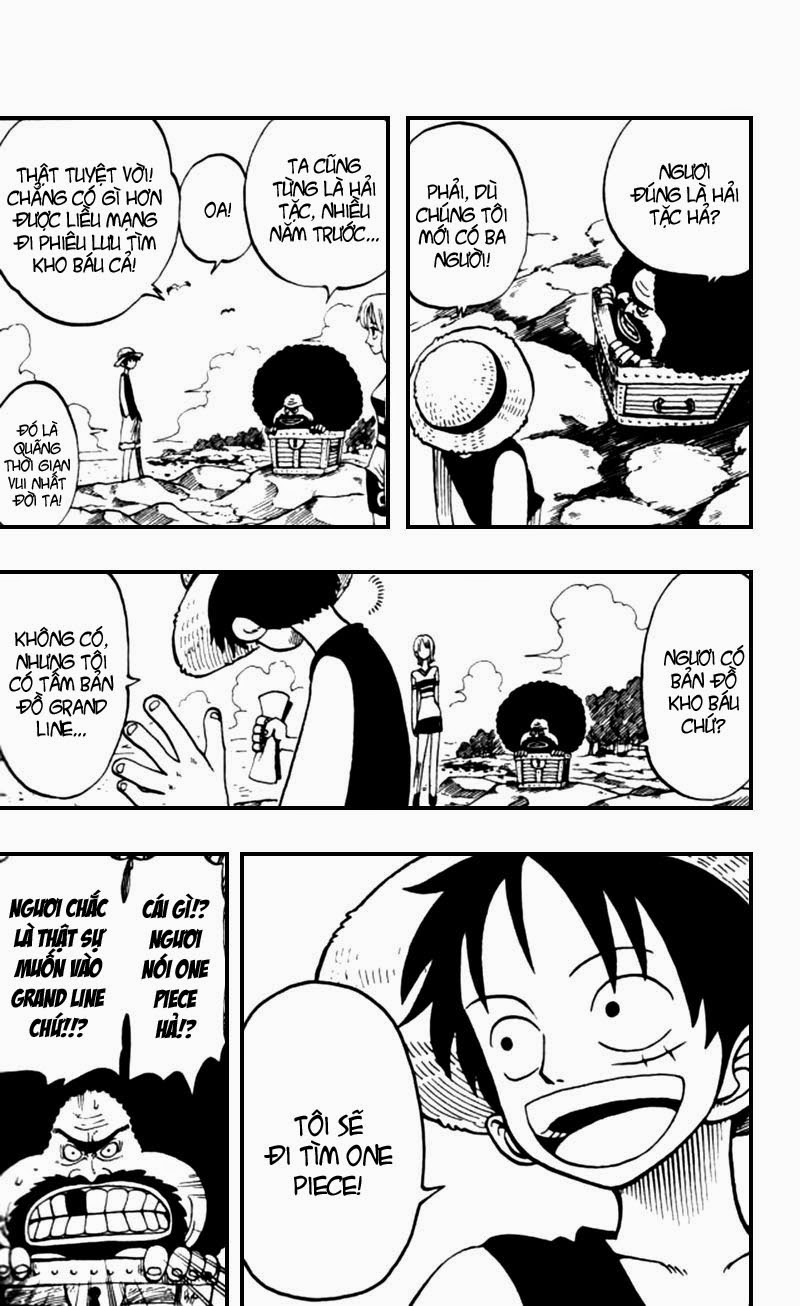 NGƯƠI
ĐÚNG LÀ HẢI
TẶC HẢ?
PHẢI, DÙ
CHÚNG TÔI
MỚI CÓ BA
NGƯỜI!
TA CŨNG
TỪNG LÀ HẢI
TẶC, NHIỀU
NĂM TRƯỚC...
OA!
THẬT TUYỆT VỜI!
CHẲNG CÓ GÌ HƠN
ĐƯỢC LIỀU MẠNG
ĐI PHIÊU LƯU TÌM
KHO BÁU CẢ!
ĐÓ LÀ
QUÃNG
THỜI GIAN
VUI NHẤT
ĐỜI TA!
NGƯƠI CÓ
BẢN ĐỒ
KHO BÁU
CHỨ?
KHÔNG CÓ,
NHƯNG TÔI
CÓ TẤM BẢN
ĐỒ GRAND
LINE...
TÔI SẼ
ĐI TÌM ONE
PIECE!
CÁI GÌ!?
NGƯƠI
NÓI ONE
PIECE
HẢ!?
NGƯƠI CHẮC
LÀ THẬT SỰ
MUỐN VÀO
GRAND LINE
CHỨ!!?